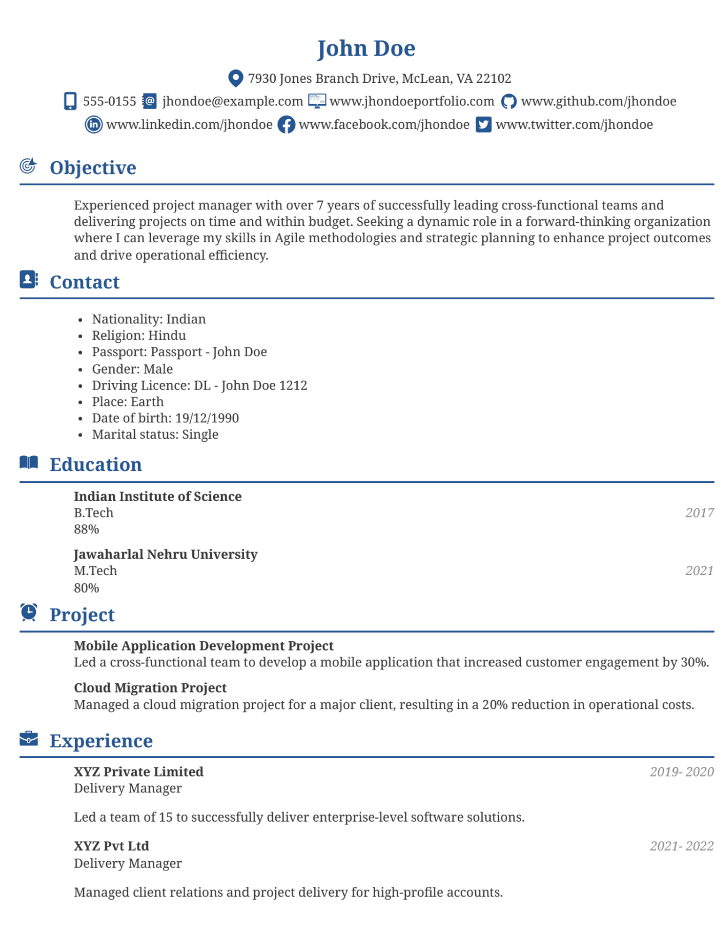 John Doe
7930 Jones Branch Drive, McLean, VA 22102
555-0155 jhondoe@example.com www.jhondoeportfolio.com www.github.com/jhondoe
www.linkedin.com/jhondoe www.facebook.com/jhondoe www.twitter.com/jhondoe
Objective
Experienced project manager with over 7 years of successfully leading cross-functional teams and
delivering projects on time and within budget. Seeking a dynamic role in a forward-thinking organization
where I can leverage my skills in Agile methodologies and strategic planning to enhance project outcomes
and drive operational efficiency.
Contact
• Nationality: Indian
• Religion: Hindu
• Passport: Passport - John Doe
• Gender: Male
• Driving Licence: DL - John Doe 1212
• Place: Earth
• Date of birth: 19/12/1990
• Marital status: Single
Education
Indian Institute of Science
B.Tech 2017
88%
Jawaharlal Nehru University
M.Tech 2021
80%
Project
Mobile Application Development Project
Led a cross-functional team to develop a mobile application that increased customer engagement by 30%.
Cloud Migration Project
Managed a cloud migration project for a major client, resulting in a 20% reduction in operational costs.
Experience
XYZ Private Limited 2019- 2020
Delivery Manager
Led a team of 15 to successfully deliver enterprise-level software solutions.
XYZ Pvt Ltd 2021- 2022
Delivery Manager
Managed client relations and project delivery for high-profile accounts.